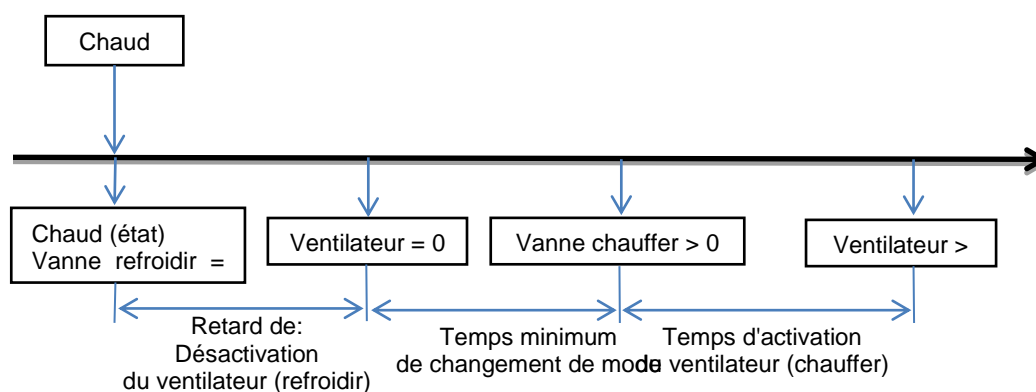 Chaud
Chaud (état)
Vanne refroidir =
Ventilateur = 0
Vanne chauffer > 0
Ventilateur >
Retard de:
Désactivation
du ventilateur (refroidir)
Temps minimum
de changement de mode
Temps d'activation
du ventilateur (chauffer)